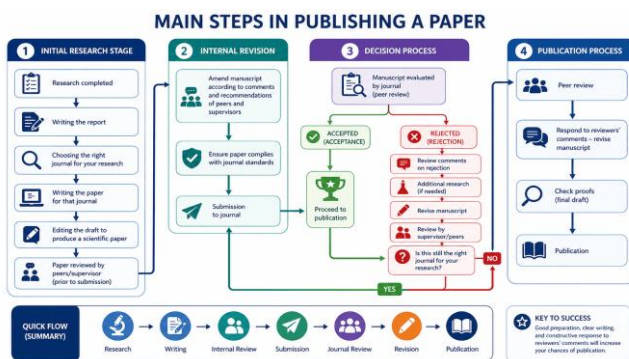 MAIN STEPS IN PUBLISHING A PAPER
1 INITIAL RESEARCH STAGE
Research completed
Writing the report
Choosing the right
journal for your research
Writing the paper
for that journal
Editing the draft to
produce a scientific paper
Paper reviewed by
peers/supervisor
(prior to submission)
2 INTERNAL REVISION
Amend manuscript
according to comments and
recommendations
of peers and
supervisors
Ensure paper complies
with journal standards
Submission
to journal
3 DECISION PROCESS
Manuscript evaluated
by journal
(peer review)
ACCEPTED
(ACCEPTANCE)
Proceed to
publication
REJECTED
(REJECTION)
Review comments
on rejection
Additional research
(if needed)
Revise manuscript
Review by
supervisor/peers
Is this still the right
journal for your
research?
YES
NO
4 PUBLICATION PROCESS
Peer review
Respond to reviewers'
comments – revise
manuscript
Check proofs
(final draft)
Publication
QUICK FLOW
(SUMMARY)
Research
Writing
Internal Review
Submission
Journal Review
Revision
Publication
KEY TO SUCCESS
Good preparation, clear writing,
and constructive response to
reviewers' comments will increase
your chances of publication.